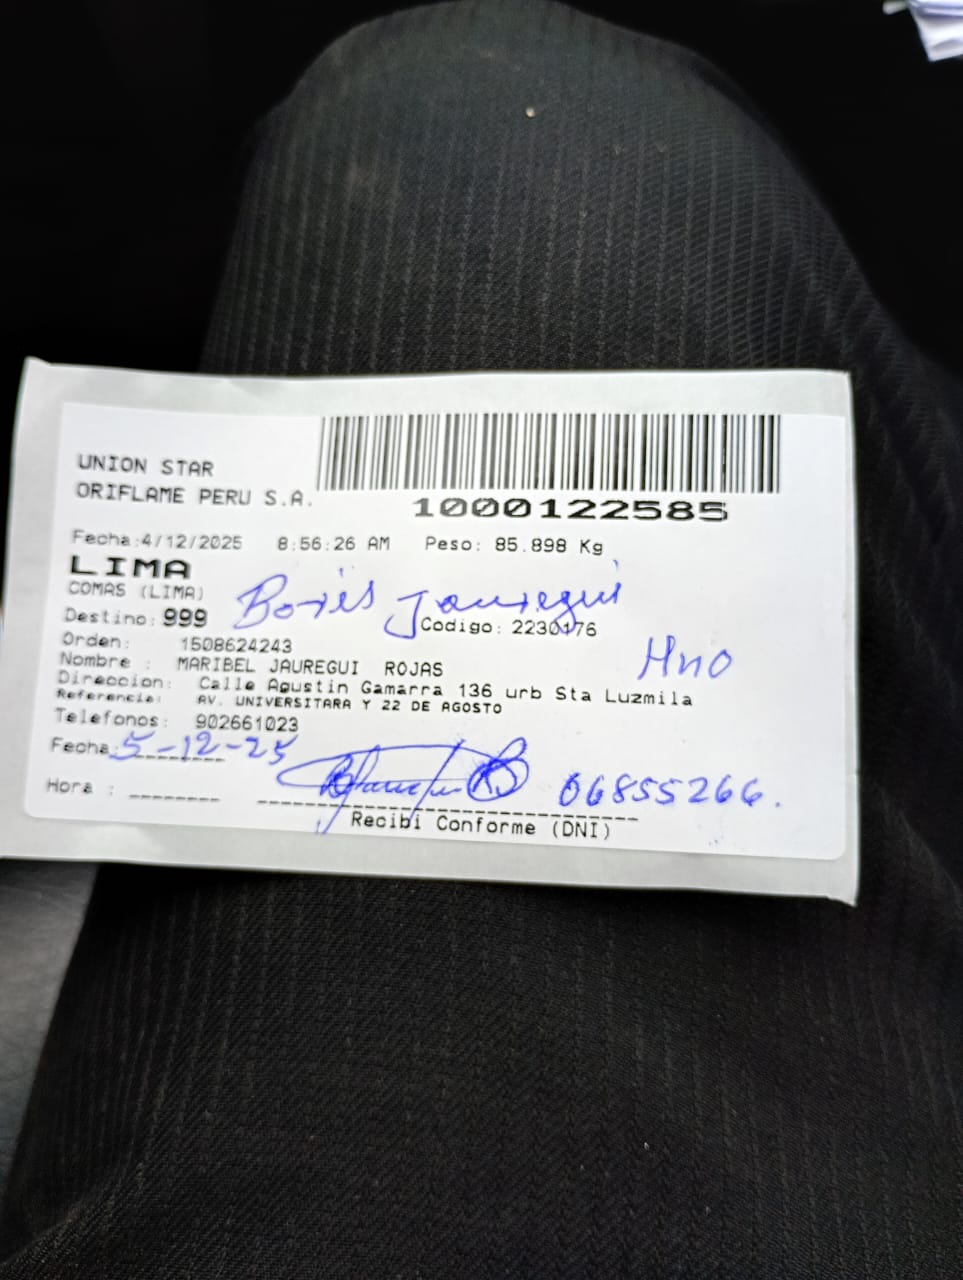 UNION STAR
ORIFLAME PERU S.A.
1000122585
Fecha:4/12/2025 8:56:26 AM Peso: 85.898 Kg
LIMA
COMAS (LIMA)
Boris Jauregui
Destino: 999 Codigo: 2230176
Orden: 1508624243
Hno
Nombre : MARIBEL JAUREGUI ROJAS
Direccion: Calle Agustin Gamarra 136 urb Sta Luzmila
Referencia: AV. UNIVERSITARA Y 22 DE AGOSTO
Telefonos: 902661023
Fecha: 5-12-25
Hora : 06855266.
Recibi Conforme (DNI)